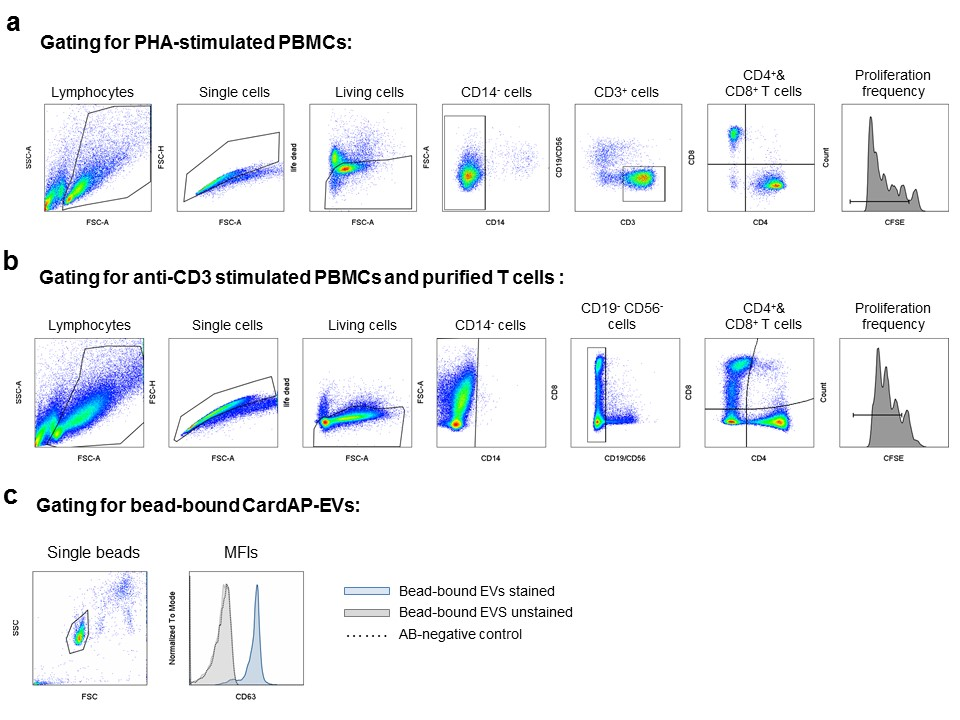 a
Gating for PHA-stimulated PBMCs:
Lymphocytes
Single cells
Living cells
CD14- cells
CD3+ cells
CD4+&
CD8+ T cells
Proliferation
frequency
SSC-A
FSC-A
FSC-H
FSC-A
live dead
FSC-A
FSC-A
CD14
CD19/CD56
CD3
CD8
CD4
Count
CFSE
b
Gating for anti-CD3 stimulated PBMCs and purified T cells :
Lymphocytes
Single cells
Living cells
CD14- cells
CD19- CD56-
cells
CD4+&
CD8+ T cells
Proliferation
frequency
SSC-A
FSC-A
FSC-H
FSC-A
live dead
FSC-A
FSC-A
CD14
CD8
CD19/CD56
CD8
CD4
Count
CFSE
c
Gating for bead-bound CardAP-EVs:
Single beads
MFIs
SSC
FSC
Normalized To Mode
CD63
Bead-bound EVs stained
Bead-bound EVS unstained
AB-negative control